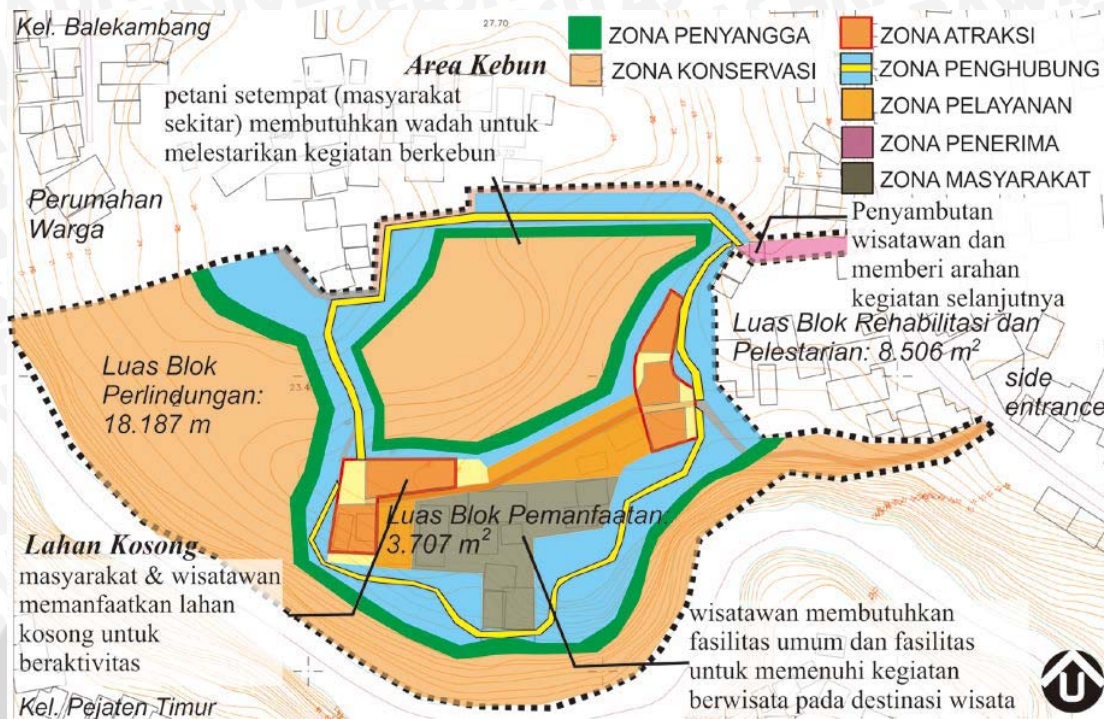 Kel. Balekambang
27.70
ZONA PENYANGGA
ZONA KONSERVASI
ZONA ATRAKSI
ZONA PENGHUBUNG
ZONA PELAYANAN
ZONA PENERIMA
ZONA MASYARAKAT
Area Kebun
petani setempat (masyarakat
sekitar) membutuhkan wadah untuk
melestarikan kegiatan berkebun
Perumahan
Warga
Penyambutan
wisatawan dan
memberi arahan
kegiatan selanjutnya
Luas Blok Rehabilitasi dan
Pelestarian: 8.506 m²
side
entrance
Luas Blok
Perlindungan:
18.187 m
23.4
Luas Blok Pemanfaatan:
3.707 m²
Lahan Kosong
masyarakat & wisatawan
memanfaatkan lahan
kosong untuk
beraktivitas
wisatawan membutuhkan
fasilitas umum dan fasilitas
untuk memenuhi kegiatan
berwisata pada destinasi wisata
Kel. Pejaten Timur
U